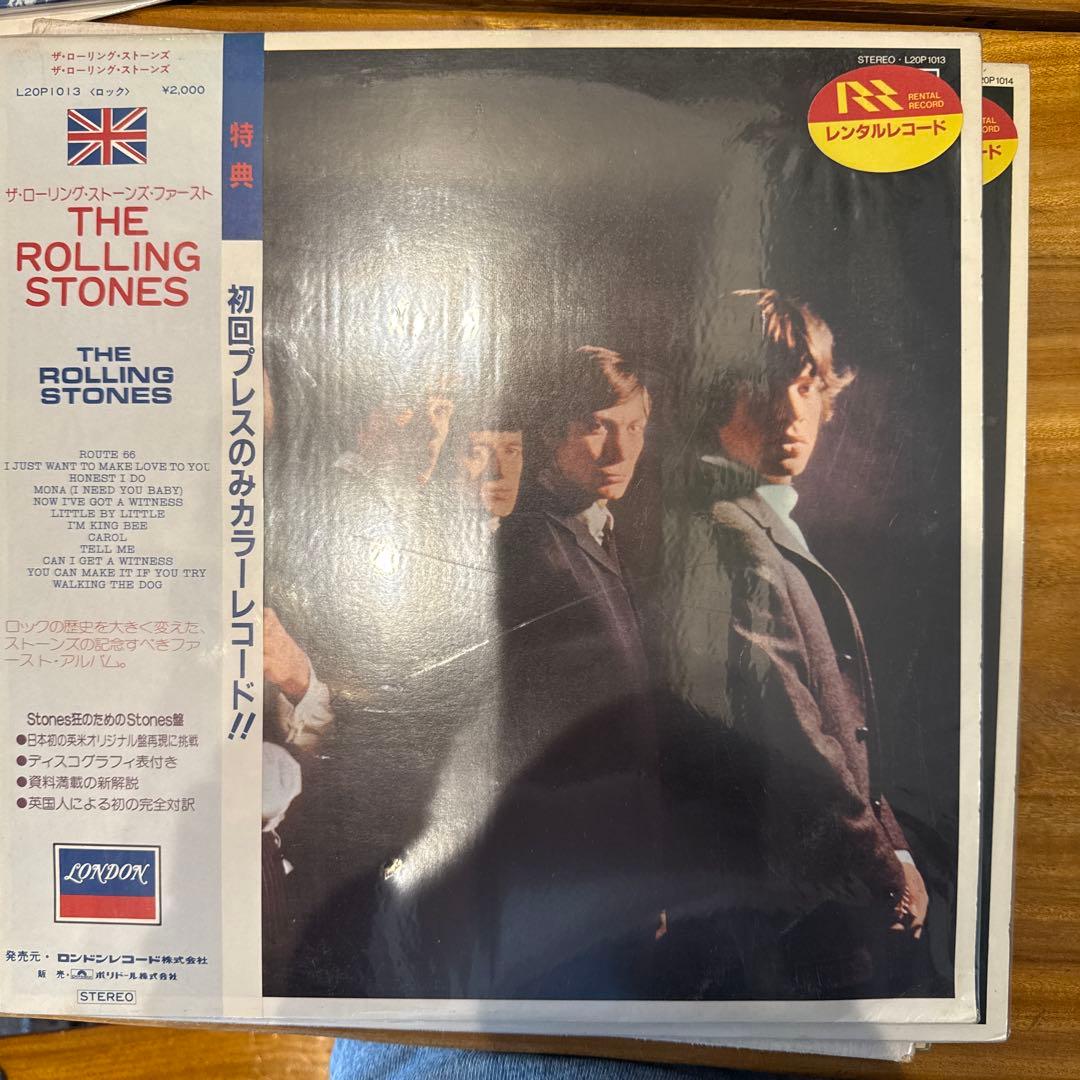 ザ・ローリング・ストーンズ
ザ・ローリング・ストーンズ
L20P1013 〈ロック〉 ¥2,000
ザ・ローリング・ストーンズ・ファースト
THE
ROLLING
STONES
THE
ROLLING
STONES
ROUTE 66
I JUST WANT TO MAKE LOVE TO YOU
HONEST I DO
MONA (I NEED YOU BABY)
NOW I'VE GOT A WITNESS
LITTLE BY LITTLE
I'M KING BEE
CAROL
TELL ME
CAN I GET A WITNESS
YOU CAN MAKE IT IF YOU TRY
WALKING THE DOG
ロックの歴史を大きく変えた、
ストーンズの記念すべきファ
ースト・アルバム。
Stones狂のためのStones盤
●日本初の英米オリジナル盤再現に挑戦
●ディスコグラフィ表付き
●資料満載の新解説
●英国人による初の完全対訳
LONDON
発売元・ロンドンレコード株式会社
販売・ポリドール株式会社
STEREO
特典
初回プレスのみカラーレコード!!
STEREO・L20P1013
RR
RENTAL
RECORD
レンタルレコード
20P1014
TAL
ORD
ード